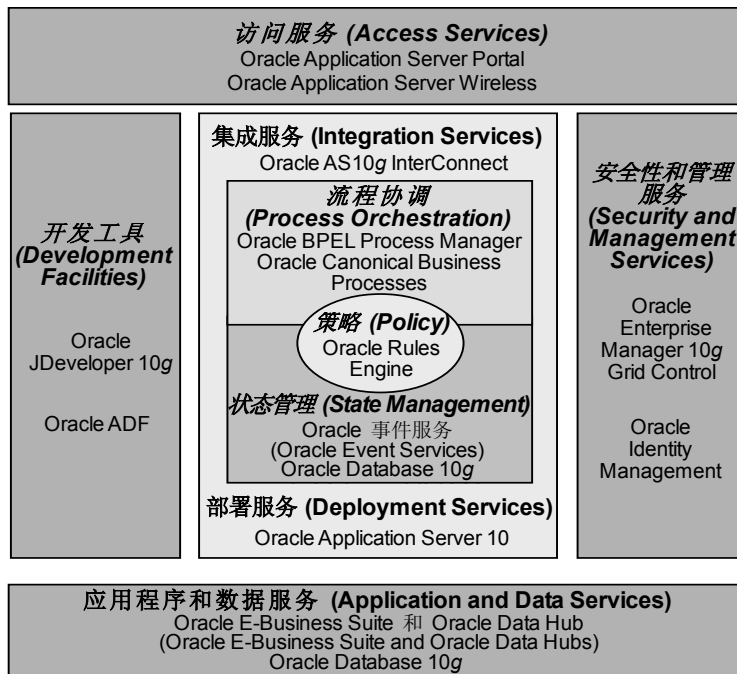 访问服务 (Access Services)
Oracle Application Server Portal
Oracle Application Server Wireless
开发工具
(Development
Facilities)
Oracle
JDeveloper 10g
Oracle ADF
集成服务 (Integration Services)
Oracle AS10g InterConnect
流程协调
(Process Orchestration)
Oracle BPEL Process Manager
Oracle Canonical Business
Processes
策略 (Policy)
Oracle Rules
Engine
状态管理 (State Management)
Oracle 事件服务
(Oracle Event Services)
Oracle Database 10g
部署服务 (Deployment Services)
Oracle Application Server 10
安全性和管理
服务
(Security and
Management
Services)
Oracle
Enterprise
Manager 10g
Grid Control
Oracle
Identity
Management
应用程序和数据服务 (Application and Data Services)
Oracle E-Business Suite 和 Oracle Data Hub
(Oracle E-Business Suite and Oracle Data Hubs)
Oracle Database 10g